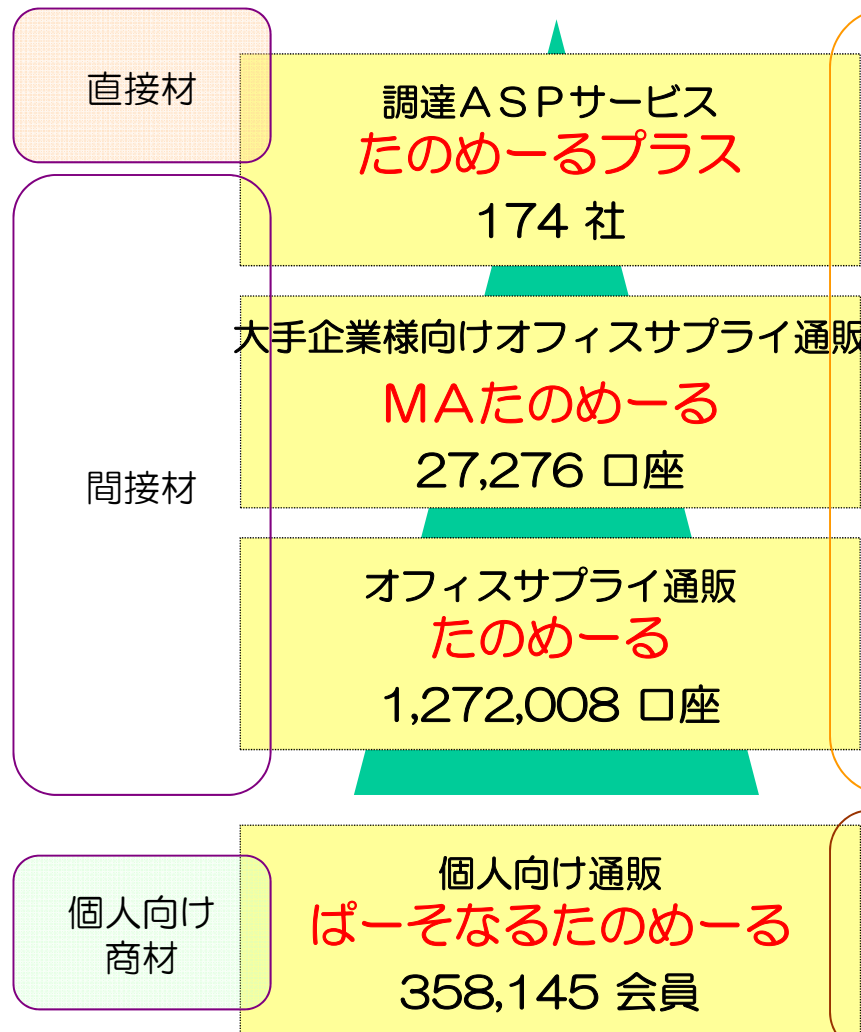 直接材
調達ＡＳＰサービス
たのめーるプラス
174 社
間接材
大手企業様向けオフィスサプライ通販
ＭＡたのめーる
27,276 口座
オフィスサプライ通販
たのめーる
1,272,008 口座
個人向け
商材
個人向け通販
ぱーそなるたのめーる
358,145 会員